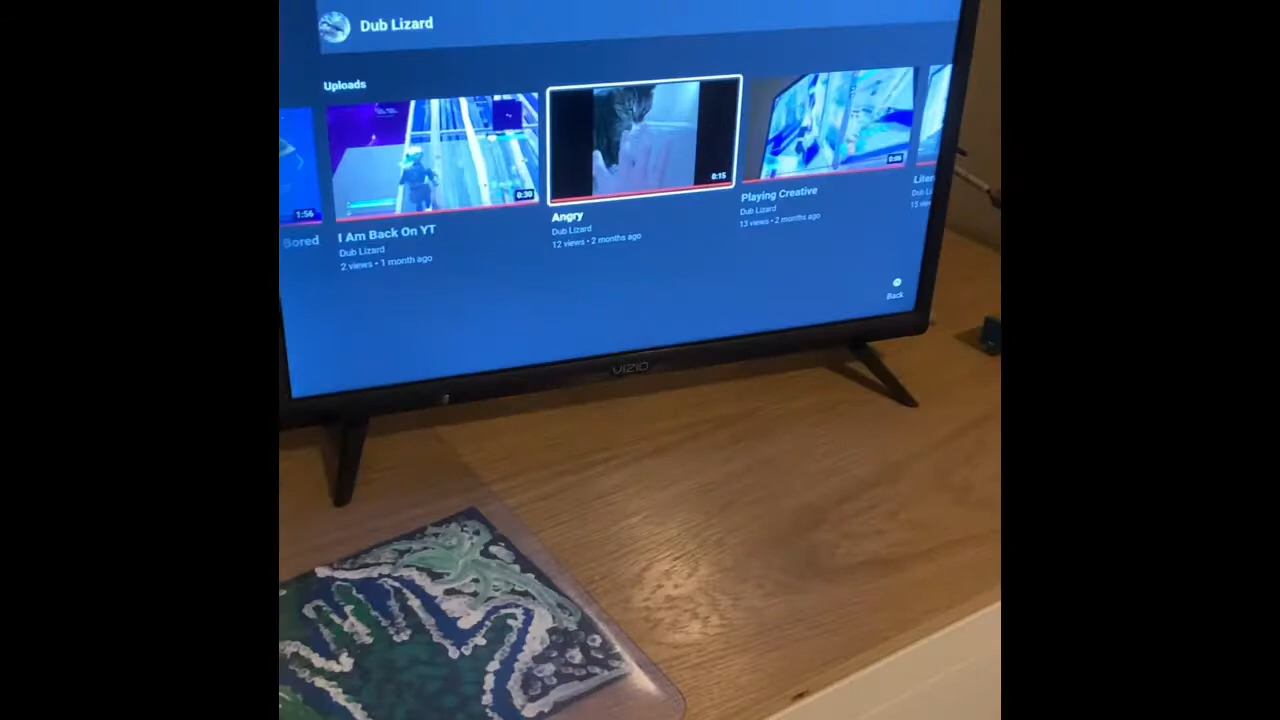 Dub Lizard
Uploads
1:56
Bored
0:30
I Am Back On YT
Dub Lizard
2 views • 1 month ago
0:15
Angry
Dub Lizard
12 views • 2 months ago
0:06
Playing Creative
Dub Lizard
13 views • 2 months ago
Back
VIZIO